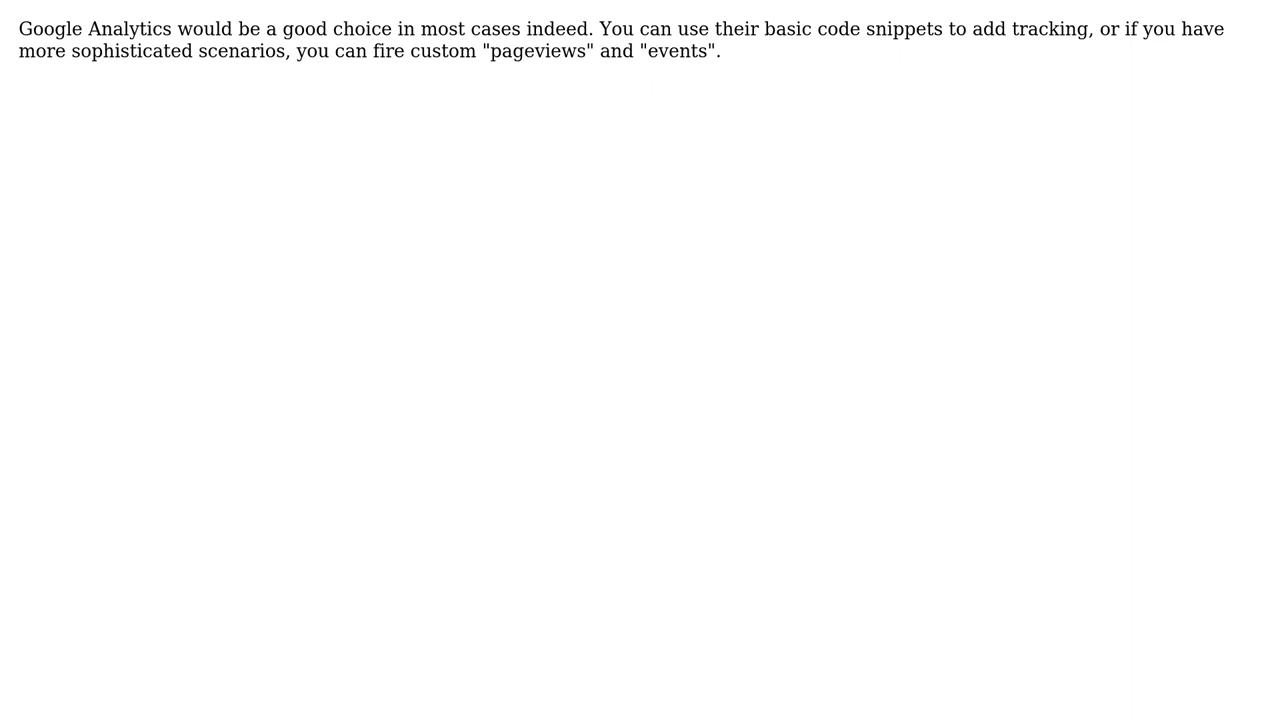 Google Analytics would be a good choice in most cases indeed. You can use their basic code snippets to add tracking, or if you have
more sophisticated scenarios, you can fire custom "pageviews" and "events".